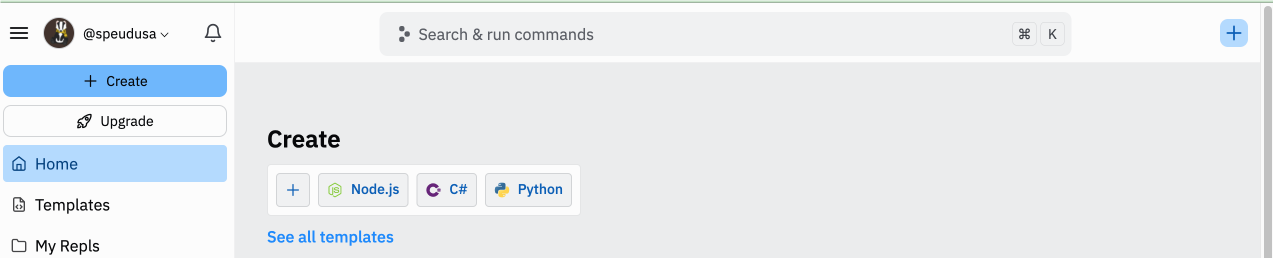 @speudusa
Search & run commands
⌘ K
+ Create
Upgrade
Home
Templates
My Repls
Create
+ Node.js C# Python
See all templates